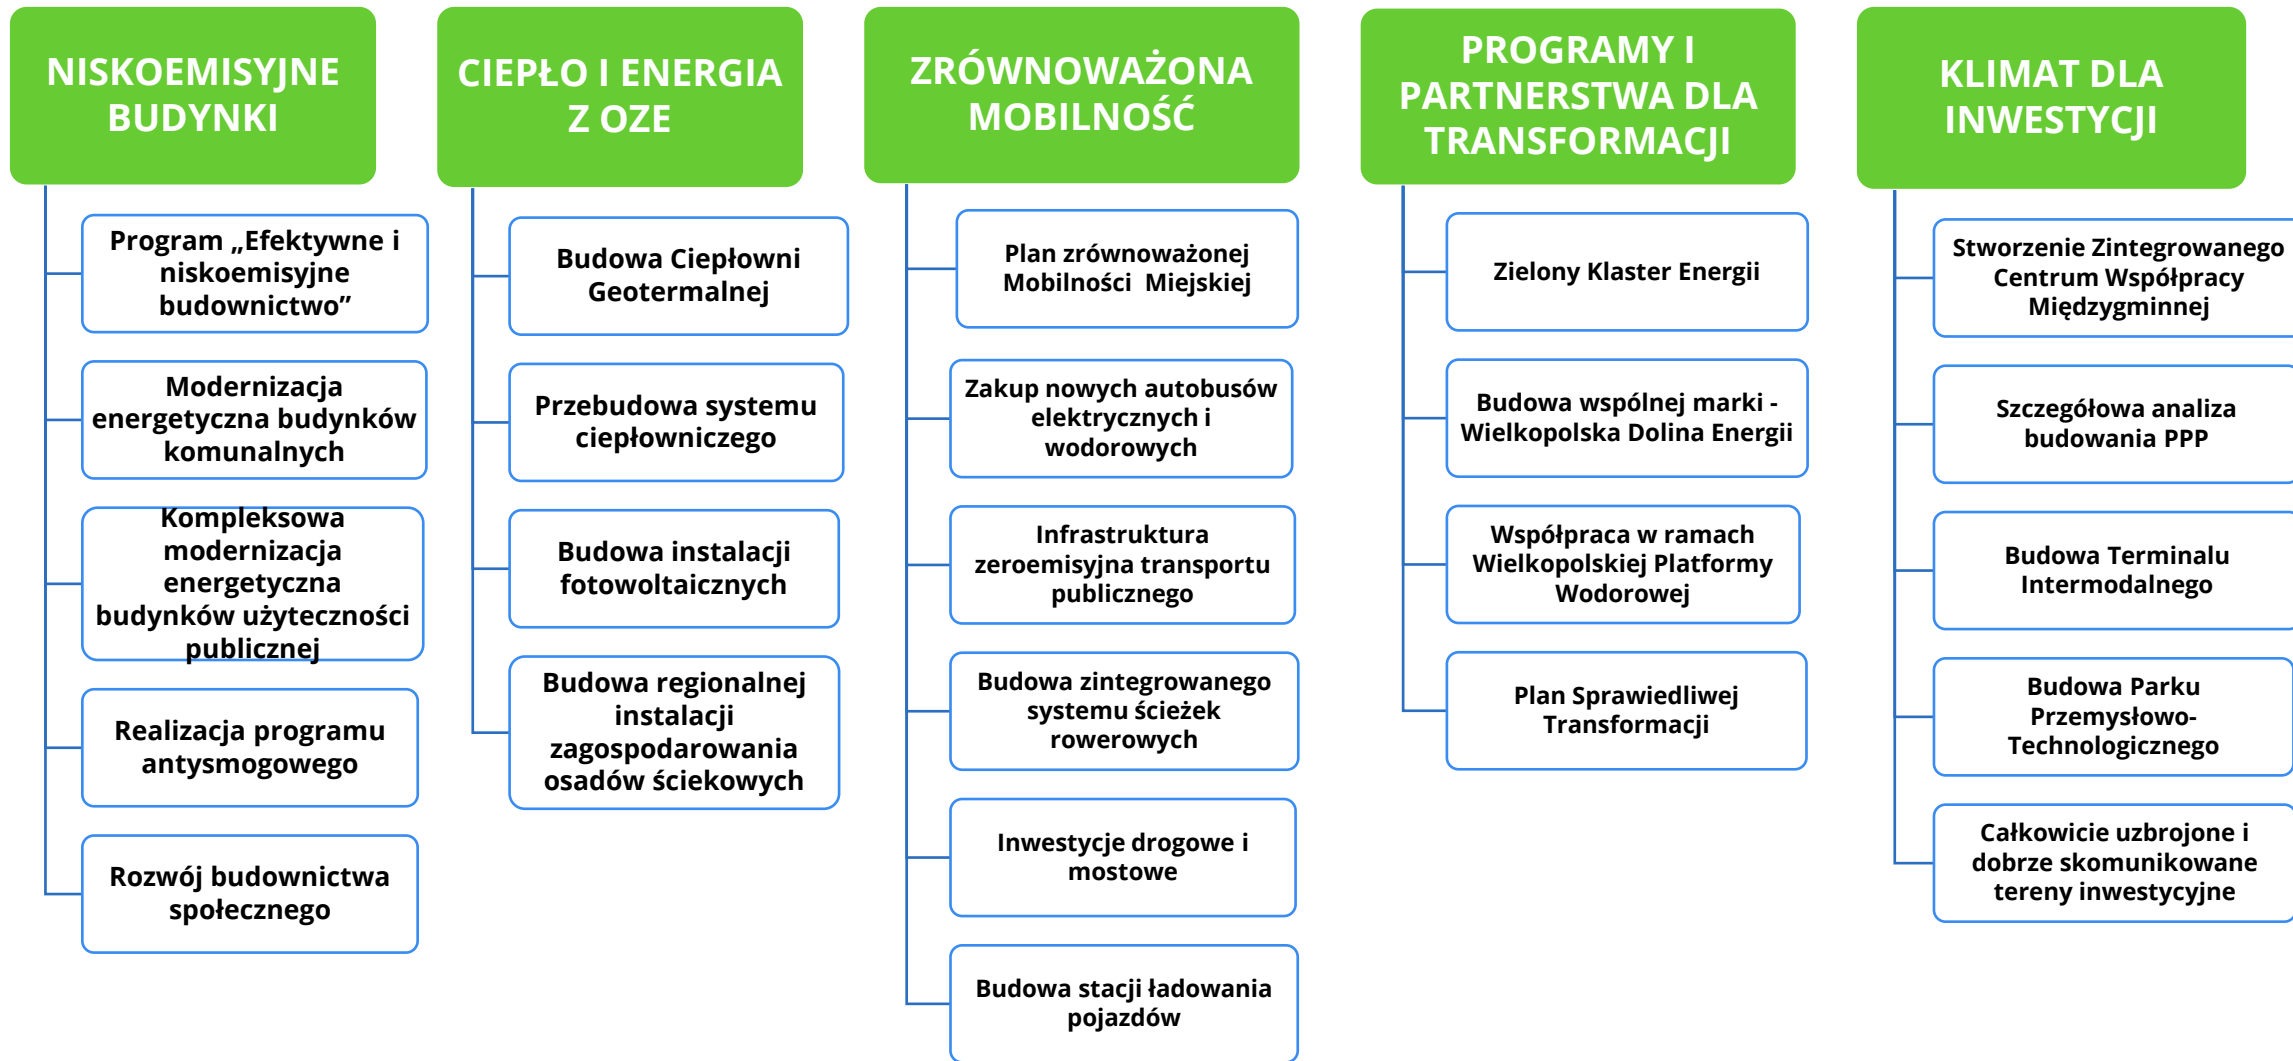 NISKOEMISYJNE
BUDYNKI
Program „Efektywne i
niskoemisyjne
budownictwo”
Modernizacja
energetyczna budynków
komunalnych
Kompleksowa
modernizacja
energetyczna
budynków użyteczności
publicznej
Realizacja programu
antysmogowego
Rozwój budownictwa
społecznego
CIEPŁO I ENERGIA
Z OZE
Budowa Ciepłowni
Geotermalnej
Przebudowa systemu
ciepłowniczego
Budowa instalacji
fotowoltaicznych
Budowa regionalnej
instalacji
zagospodarowania
osadów ściekowych
ZRÓWNOWAŻONA
MOBILNOŚĆ
Plan zrównoważonej
Mobilności Miejskiej
Zakup nowych autobusów
elektrycznych i
wodorowych
Infrastruktura
zeroemisyjna transportu
publicznego
Budowa zintegrowanego
systemu ścieżek
rowerowych
Inwestycje drogowe i
mostowe
Budowa stacji ładowania
pojazdów
PROGRAMY I
PARTNERSTWA DLA
TRANSFORMACJI
Zielony Klaster Energii
Budowa wspólnej marki -
Wielkopolska Dolina Energii
Współpraca w ramach
Wielkopolskiej Platformy
Wodorowej
Plan Sprawiedliwej
Transformacji
KLIMAT DLA
INWESTYCJI
Stworzenie Zintegrowanego
Centrum Współpracy
Międzygminnej
Szczegółowa analiza
budowania PPP
Budowa Terminalu
Intermodalnego
Budowa Parku
Przemysłowo-
Technologicznego
Całkowicie uzbrojone i
dobrze skomunikowane
tereny inwestycyjne